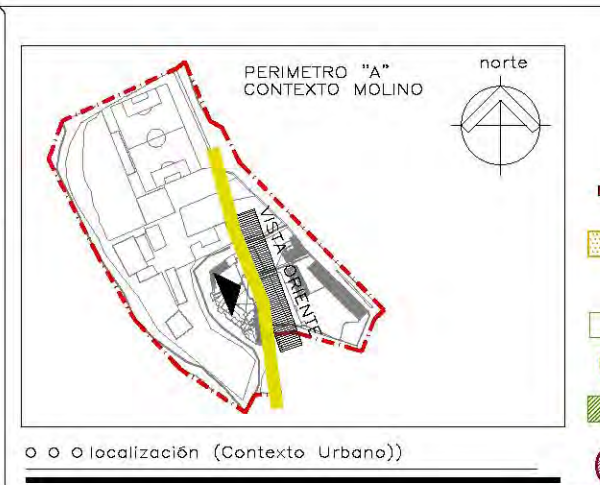 PERIMETRO "A"
CONTEXTO MOLINO
norte
VISTA ORIENTE
o o o localización (Contexto Urbano))